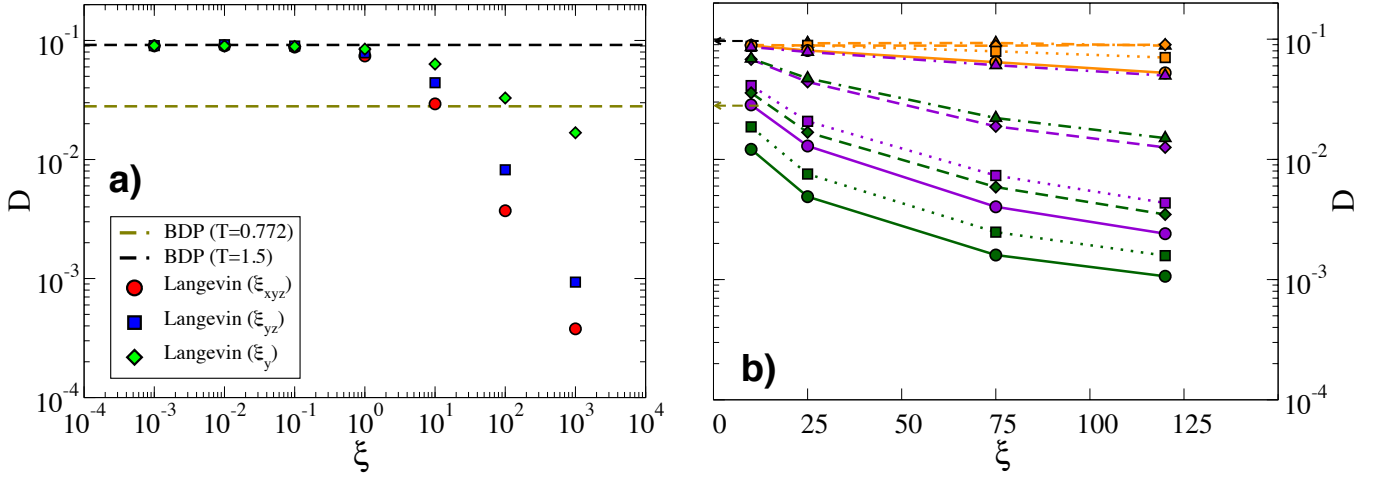 10^-1
10^-2
10^-3
10^-4
D
a)
BDP (T=0.772)
BDP (T=1.5)
Langevin (ξ_xyz)
Langevin (ξ_yz)
Langevin (ξ_y)
10^-4 10^-3 10^-2 10^-1 10^0 10^1 10^2 10^3 10^4
ξ
b)
0 25 50 75 100 125
ξ
10^-1
10^-2
10^-3
10^-4
D